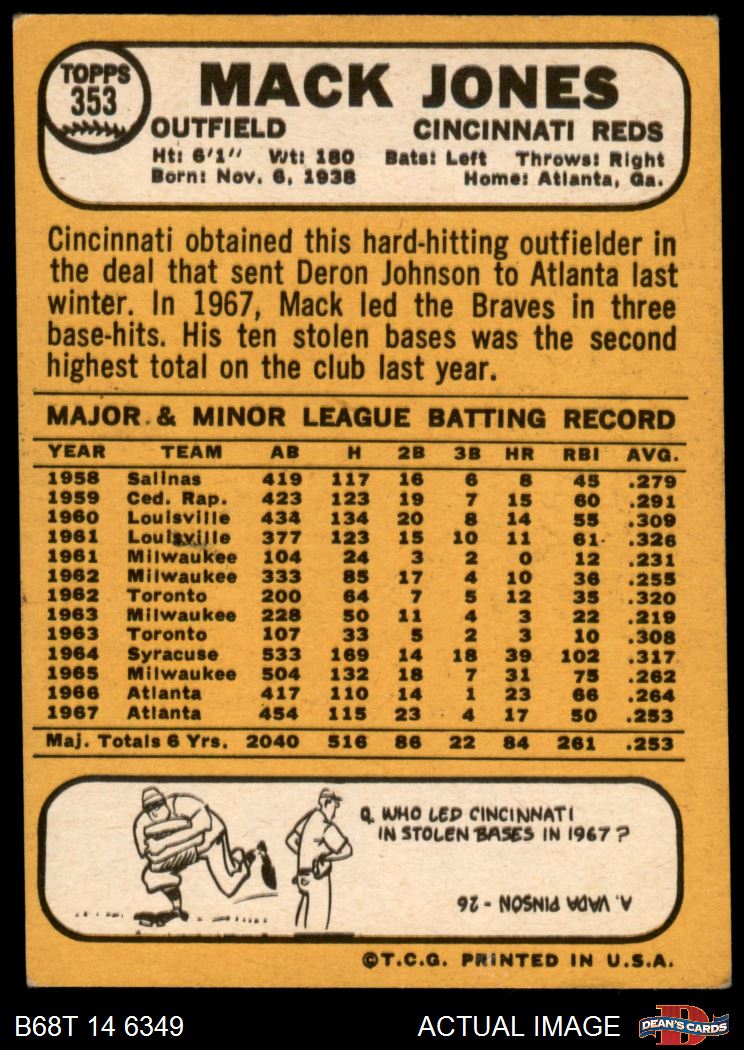 TOPPS
353
MACK JONES
OUTFIELD CINCINNATI REDS
Ht: 6'1" Wt: 180 Bats: Left Throws: Right
Born: Nov. 6, 1938 Home: Atlanta, Ga.
Cincinnati obtained this hard-hitting outfielder in
the deal that sent Deron Johnson to Atlanta last
winter. In 1967, Mack led the Braves in three
base-hits. His ten stolen bases was the second
highest total on the club last year.
MAJOR & MINOR LEAGUE BATTING RECORD
YEAR TEAM AB H 2B 3B HR RBI AVG.
1958 Salinas 419 117 16 6 8 45 .279
1959 Ced. Rap. 423 123 19 7 15 60 .291
1960 Louisville 434 134 20 8 14 55 .309
1961 Louisville 377 123 15 10 11 61 .326
1961 Milwaukee 104 24 3 2 0 12 .231
1962 Milwaukee 333 85 17 4 10 36 .255
1962 Toronto 200 64 7 5 12 35 .320
1963 Milwaukee 228 50 11 4 3 22 .219
1963 Toronto 107 33 5 2 3 10 .308
1964 Syracuse 533 169 14 18 39 102 .317
1965 Milwaukee 504 132 18 7 31 75 .262
1966 Atlanta 417 110 14 1 23 66 .264
1967 Atlanta 454 115 23 4 17 50 .253
Maj. Totals 6 Yrs. 2040 516 86 22 84 261 .253
Q. WHO LED CINCINNATI
IN STOLEN BASES IN 1967?
A. VADA PINSON - 26
©T.C.G. PRINTED IN U.S.A.
B68T 14 6349 ACTUAL IMAGE D DEAN'S CARDS